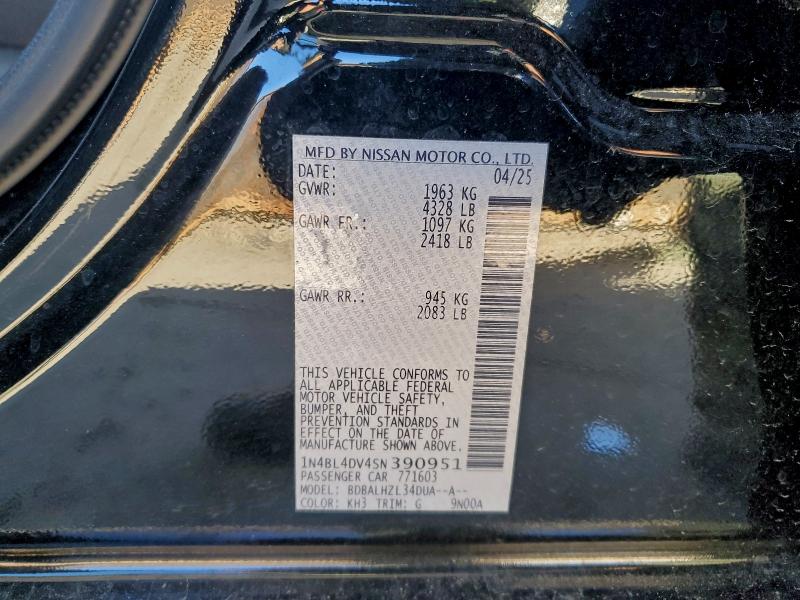 MFD BY NISSAN MOTOR CO., LTD.
DATE: 04/25
GVWR: 1963 KG
4328 LB
GAWR FR.: 1097 KG
2418 LB
GAWR RR.: 945 KG
2083 LB
THIS VEHICLE CONFORMS TO
ALL APPLICABLE FEDERAL
MOTOR VEHICLE SAFETY,
BUMPER, AND THEFT
PREVENTION STANDARDS IN
EFFECT ON THE DATE OF
MANUFACTURE SHOWN ABOVE.
1N4BL4DV4SN390951
PASSENGER CAR 771603
MODEL: BDBALHZL34DUA--A--
COLOR: KH3 TRIM: G 9N00A